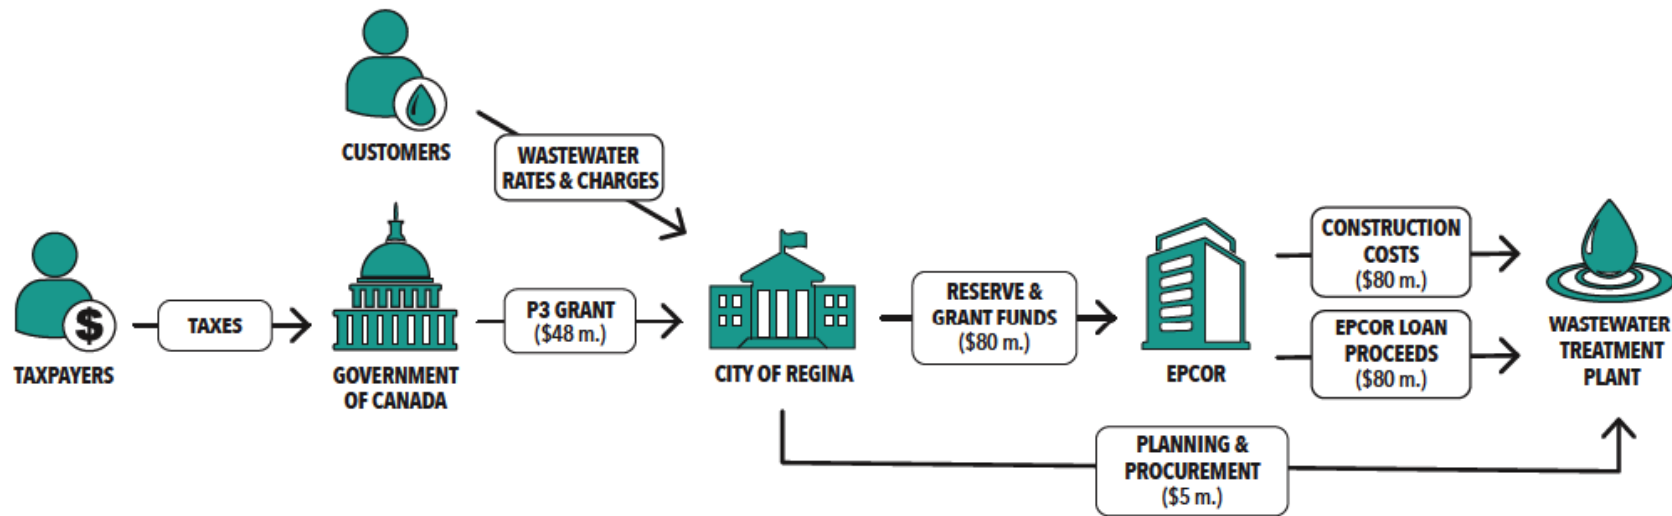 CUSTOMERS
WASTEWATER
RATES & CHARGES
TAXPAYERS
$
TAXES
GOVERNMENT
OF CANADA
P3 GRANT
($48 m.)
CITY OF REGINA
RESERVE &
GRANT FUNDS
($80 m.)
EPCOR
CONSTRUCTION
COSTS
($80 m.)
EPCOR LOAN
PROCEEDS
($80 m.)
WASTEWATER
TREATMENT
PLANT
PLANNING &
PROCUREMENT
($5 m.)